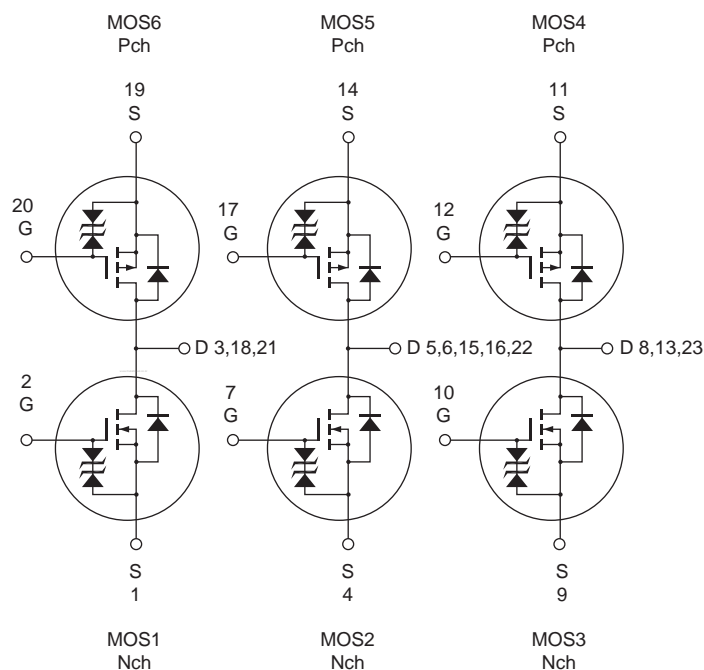 MOS6
Pch
MOS5
Pch
MOS4
Pch
19
S
14
S
11
S
20
G
17
G
12
G
D 3,18,21
D 5,6,15,16,22
D 8,13,23
2
G
7
G
10
G
S
1
S
4
S
9
MOS1
Nch
MOS2
Nch
MOS3
Nch